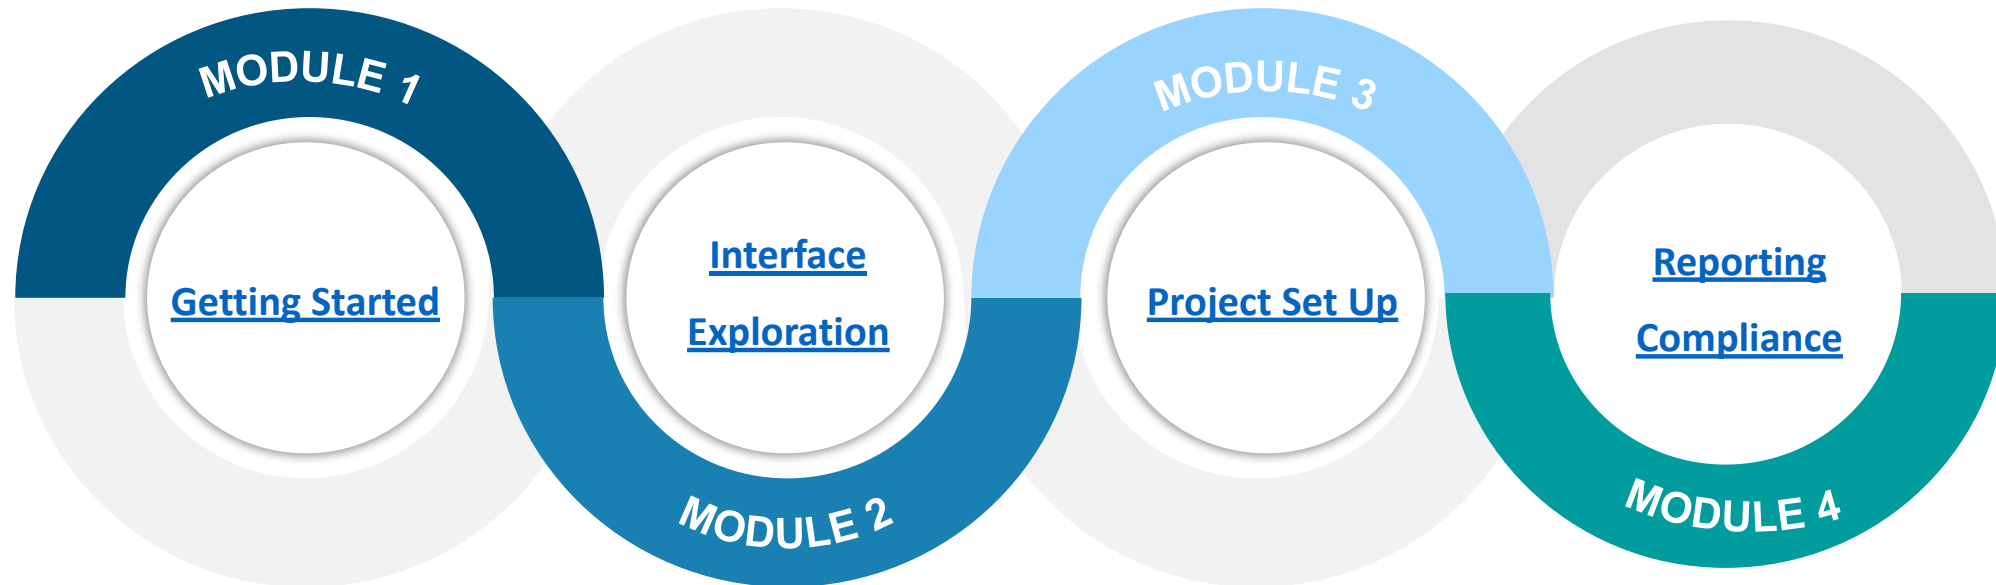 MODULE 1
Getting Started
Interface
Exploration
MODULE 2
MODULE 3
Project Set Up
Reporting
Compliance
MODULE 4